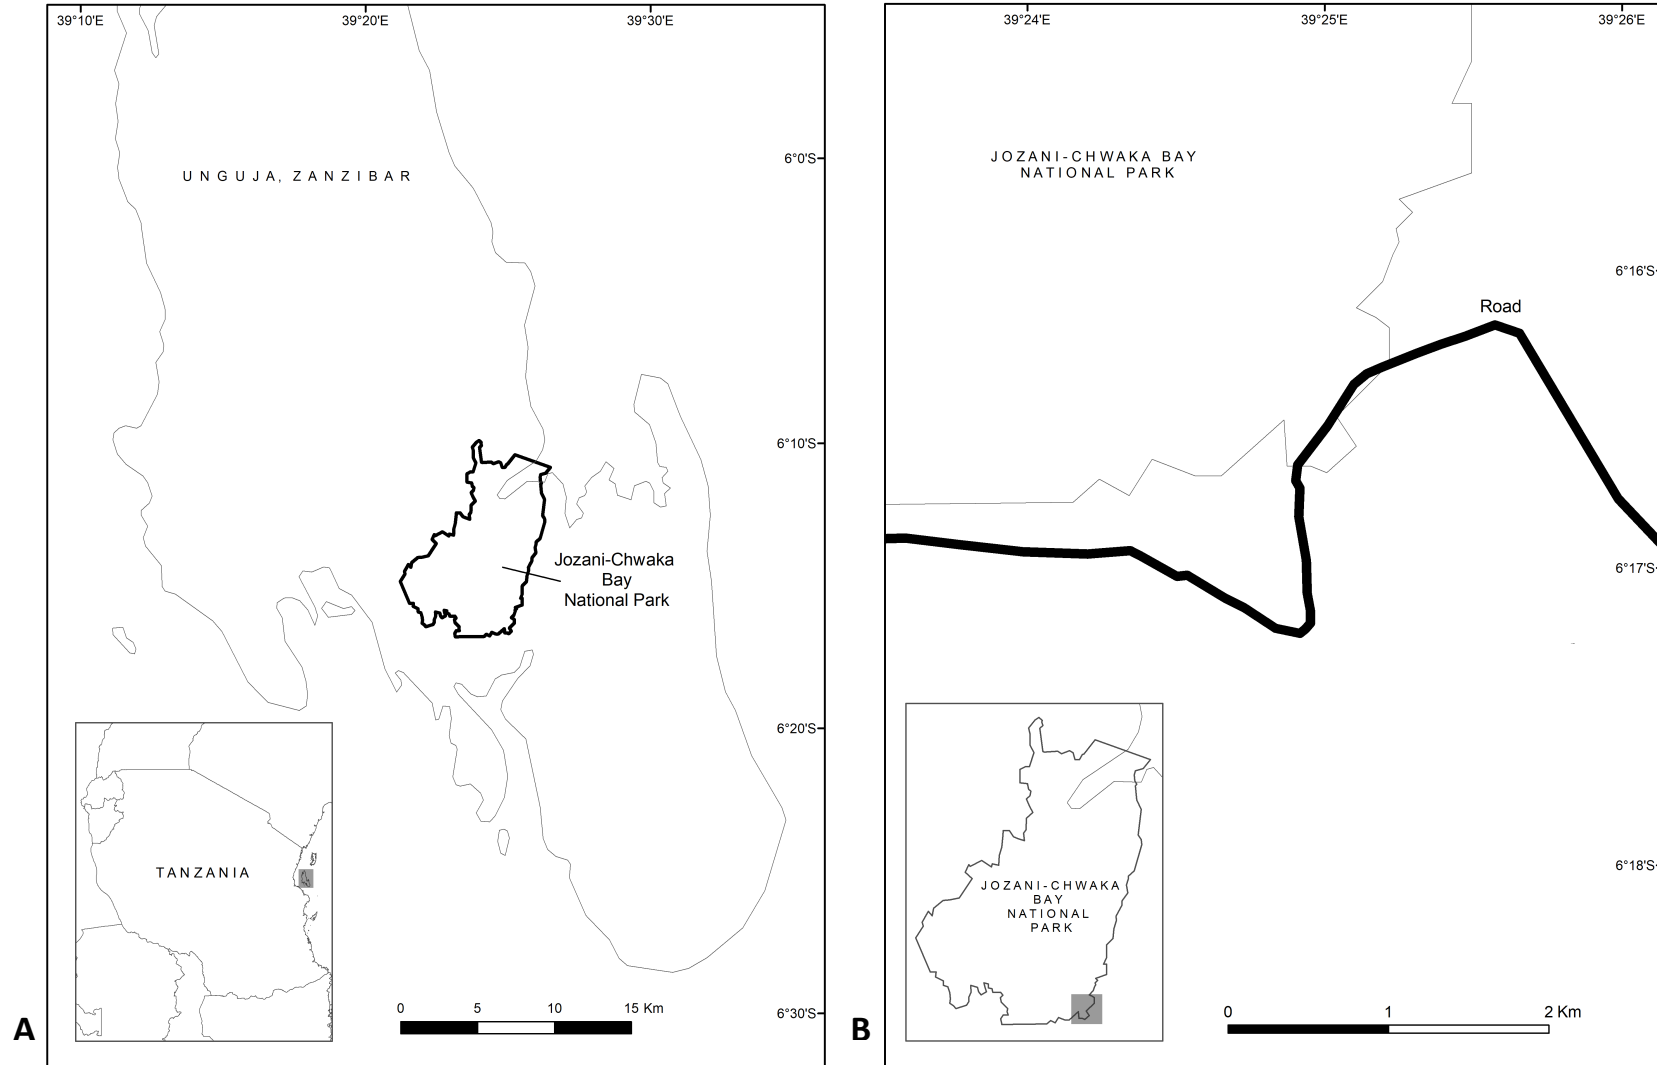 39°10'E
39°20'E
39°30'E
UNGUJA, ZANZIBAR
6°0'S
6°10'S
Jozani-Chwaka
Bay
National Park
6°20'S
TANZANIA
0 5 10 15 Km
6°30'S
A
39°24'E
39°25'E
39°26'E
JOZANI-CHWAKA BAY
NATIONAL PARK
6°16'S
Road
6°17'S
6°18'S
JOZANI-CHWAKA
BAY
NATIONAL
PARK
0 1 2 Km
B